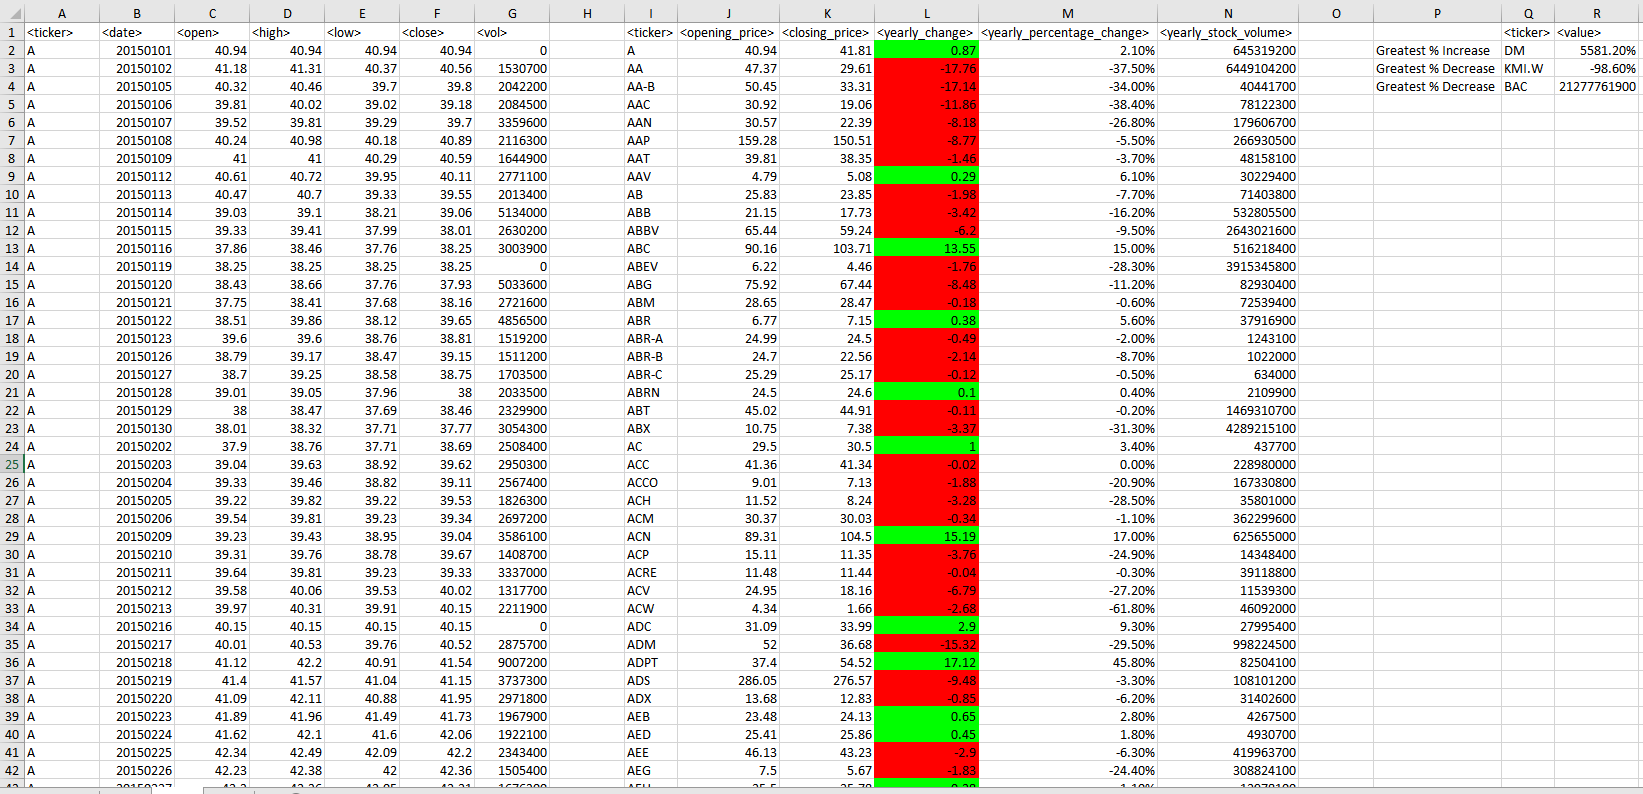 A B C D E F G H I J K L M N O P Q R
1 <ticker> <date> <open> <high> <low> <close> <vol> <ticker> <opening_price> <closing_price> <yearly_change> <yearly_percentage_change> <yearly_stock_volume> <ticker> <value>
2 A 20150101 40.94 40.94 40.94 40.94 0 A 40.94 41.81 0.87 2.10% 645319200 Greatest % Increase DM 5581.20%
3 A 20150102 41.18 41.31 40.37 40.56 1530700 AA 47.37 29.61 -17.76 -37.50% 6449104200 Greatest % Decrease KMI.W -98.60%
4 A 20150105 40.32 40.46 39.7 39.8 2042200 AA-B 50.45 33.31 -17.14 -34.00% 40441700 Greatest % Decrease BAC 21277761900
5 A 20150106 39.81 40.02 39.02 39.18 2084500 AAC 30.92 19.06 -11.86 -38.40% 78122300
6 A 20150107 39.52 39.81 39.29 39.7 3359600 AAN 30.57 22.39 -8.18 -26.80% 179606700
7 A 20150108 40.24 40.98 40.18 40.89 2116300 AAP 159.28 150.51 -8.77 -5.50% 266930500
8 A 20150109 41 41 40.29 40.59 1644900 AAT 39.81 38.35 -1.46 -3.70% 48158100
9 A 20150112 40.61 40.72 39.95 40.11 2771100 AAV 4.79 5.08 0.29 6.10% 30229400
10 A 20150113 40.47 40.7 39.33 39.55 2013400 AB 25.83 23.85 -1.98 -7.70% 71403800
11 A 20150114 39.03 39.1 38.21 39.06 5134000 ABB 21.15 17.73 -3.42 -16.20% 532805500
12 A 20150115 39.33 39.41 37.99 38.01 2630200 ABBV 65.44 59.24 -6.2 -9.50% 2643021600
13 A 20150116 37.86 38.46 37.76 38.25 3003900 ABC 90.16 103.71 13.55 15.00% 516218400
14 A 20150119 38.25 38.25 38.25 38.25 0 ABEV 6.22 4.46 -1.76 -28.30% 3915345800
15 A 20150120 38.43 38.66 37.76 37.93 5033600 ABG 75.92 67.44 -8.48 -11.20% 82930400
16 A 20150121 37.75 38.41 37.68 38.16 2721600 ABM 28.65 28.47 -0.18 -0.60% 72539400
17 A 20150122 38.51 39.86 38.12 39.65 4856500 ABR 6.77 7.15 0.38 5.60% 37916900
18 A 20150123 39.6 39.6 38.76 38.81 1519200 ABR-A 24.99 24.5 -0.49 -2.00% 1243100
19 A 20150126 38.79 39.17 38.47 39.15 1511200 ABR-B 24.7 22.56 -2.14 -8.70% 1022000
20 A 20150127 38.7 39.25 38.58 38.75 1703500 ABR-C 25.29 25.17 -0.12 -0.50% 634000
21 A 20150128 39.01 39.05 37.96 38 2033500 ABRN 24.5 24.6 0.1 0.40% 2109900
22 A 20150129 38 38.47 37.69 38.46 2329900 ABT 45.02 44.91 -0.11 -0.20% 1469310700
23 A 20150130 38.01 38.32 37.71 37.77 3054300 ABX 10.75 7.38 -3.37 -31.30% 4289215100
24 A 20150202 37.9 38.76 37.71 38.69 2508400 AC 29.5 30.5 1 3.40% 437700
25 A 20150203 39.04 39.63 38.92 39.62 2950300 ACC 41.36 41.34 -0.02 0.00% 228980000
26 A 20150204 39.33 39.46 38.82 39.11 2567400 ACCO 9.01 7.13 -1.88 -20.90% 167330800
27 A 20150205 39.22 39.82 39.22 39.53 1826300 ACH 11.52 8.24 -3.28 -28.50% 35801000
28 A 20150206 39.54 39.81 39.23 39.34 2697200 ACM 30.37 30.03 -0.34 -1.10% 362299600
29 A 20150209 39.23 39.43 38.95 39.04 3586100 ACN 89.31 104.5 15.19 17.00% 625655000
30 A 20150210 39.31 39.76 38.78 39.67 1408700 ACP 15.11 11.35 -3.76 -24.90% 14348400
31 A 20150211 39.64 39.81 39.23 39.33 3337000 ACRE 11.48 11.44 -0.04 -0.30% 39118800
32 A 20150212 39.58 40.06 39.53 40.02 1317700 ACV 24.95 18.16 -6.79 -27.20% 11539300
33 A 20150213 39.97 40.31 39.91 40.15 2211900 ACW 4.34 1.66 -2.68 -61.80% 46092000
34 A 20150216 40.15 40.15 40.15 40.15 0 ADC 31.09 33.99 2.9 9.30% 27995400
35 A 20150217 40.01 40.53 39.76 40.52 2875700 ADM 52 36.68 -15.32 -29.50% 998224500
36 A 20150218 41.12 42.2 40.91 41.54 9007200 ADPT 37.4 54.52 17.12 45.80% 82504100
37 A 20150219 41.4 41.57 41.04 41.15 3737300 ADS 286.05 276.57 -9.48 -3.30% 108101200
38 A 20150220 41.09 42.11 40.88 41.95 2971800 ADX 13.68 12.83 -0.85 -6.20% 31402600
39 A 20150223 41.89 41.96 41.49 41.73 1967900 AEB 23.48 24.13 0.65 2.80% 4267500
40 A 20150224 41.62 42.1 41.6 42.06 1922100 AED 25.41 25.86 0.45 1.80% 4930700
41 A 20150225 42.34 42.49 42.09 42.2 2343400 AEE 46.13 43.23 -2.9 -6.30% 419963700
42 A 20150226 42.23 42.38 42 42.36 1505400 AEG 7.5 5.67 -1.83 -24.40% 308824100